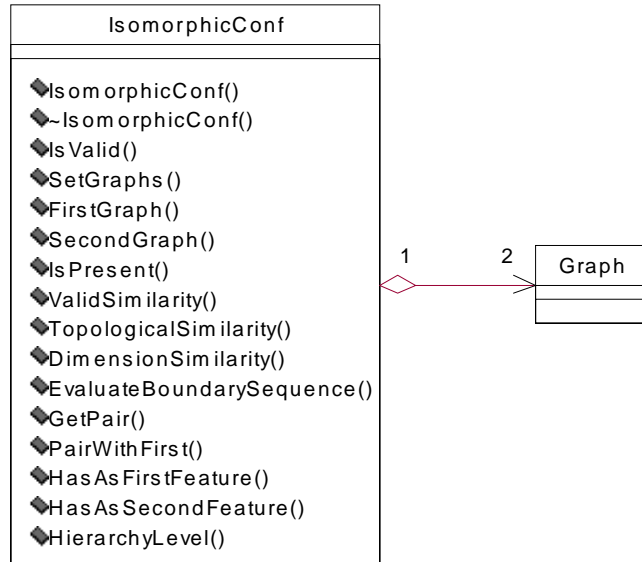 IsomorphicConf
IsomorphicConf()
~IsomorphicConf()
IsValid()
SetGraphs()
FirstGraph()
SecondGraph()
IsPresent()
ValidSimilarity()
TopologicalSimilarity()
DimensionSimilarity()
EvaluateBoundarySequence()
GetPair()
PairWithFirst()
HasAsFirstFeature()
HasAsSecondFeature()
HierarchyLevel()
1 2
Graph